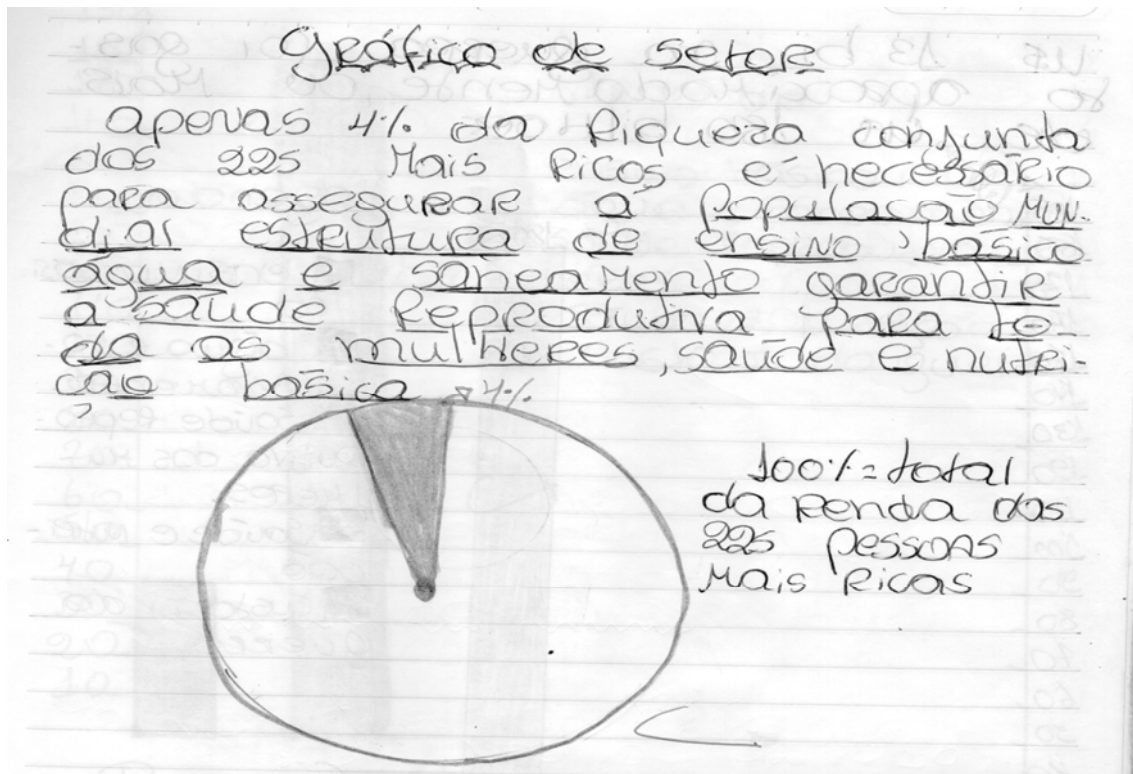 Gráfico de setor
apenas 4% da Riqueza conjunta
das 225 Mais Ricos é necessário
para assegurar a população mun-
dial estrutura de ensino básico,
água e saneamento garantir
a saúde Reprodutiva para to
da as mulheres, saúde e nutri-
ção básica
4%
100% = total
da Renda das
225 pessoas
Mais Ricas